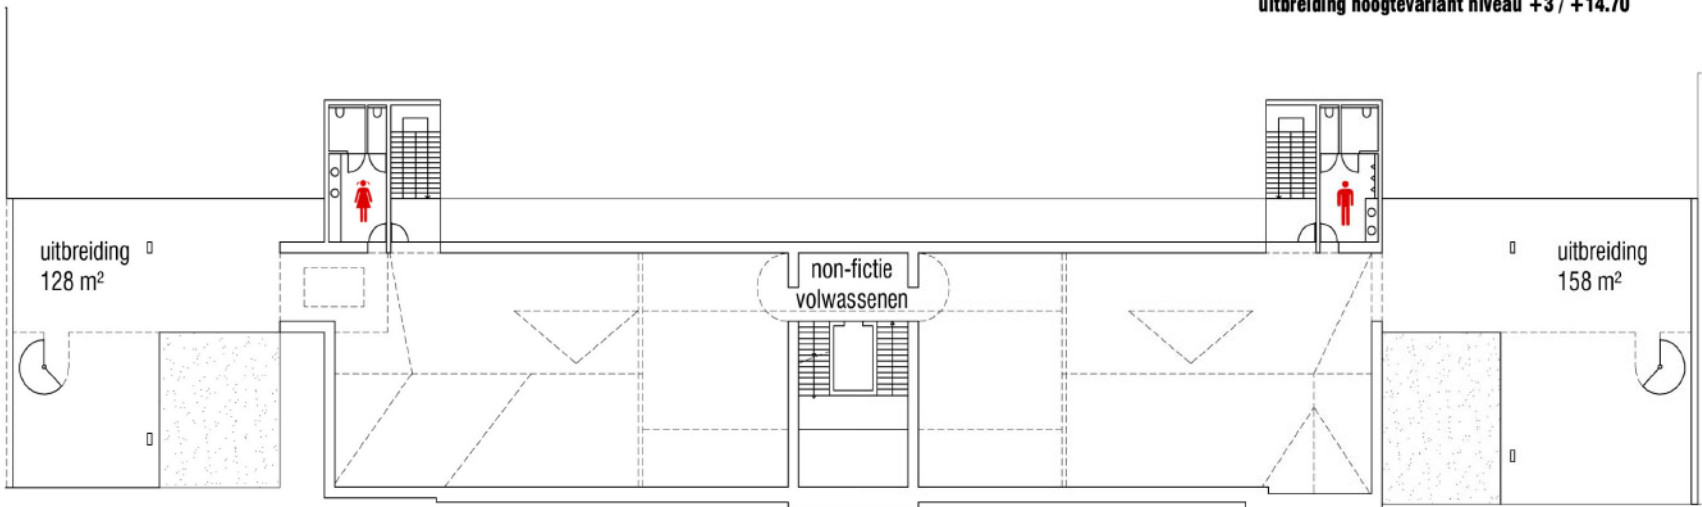 uitbreiding hoogtevariant niveau +3 / +14.70
uitbreiding
128 m²
non-fictie
volwassenen
uitbreiding
158 m²